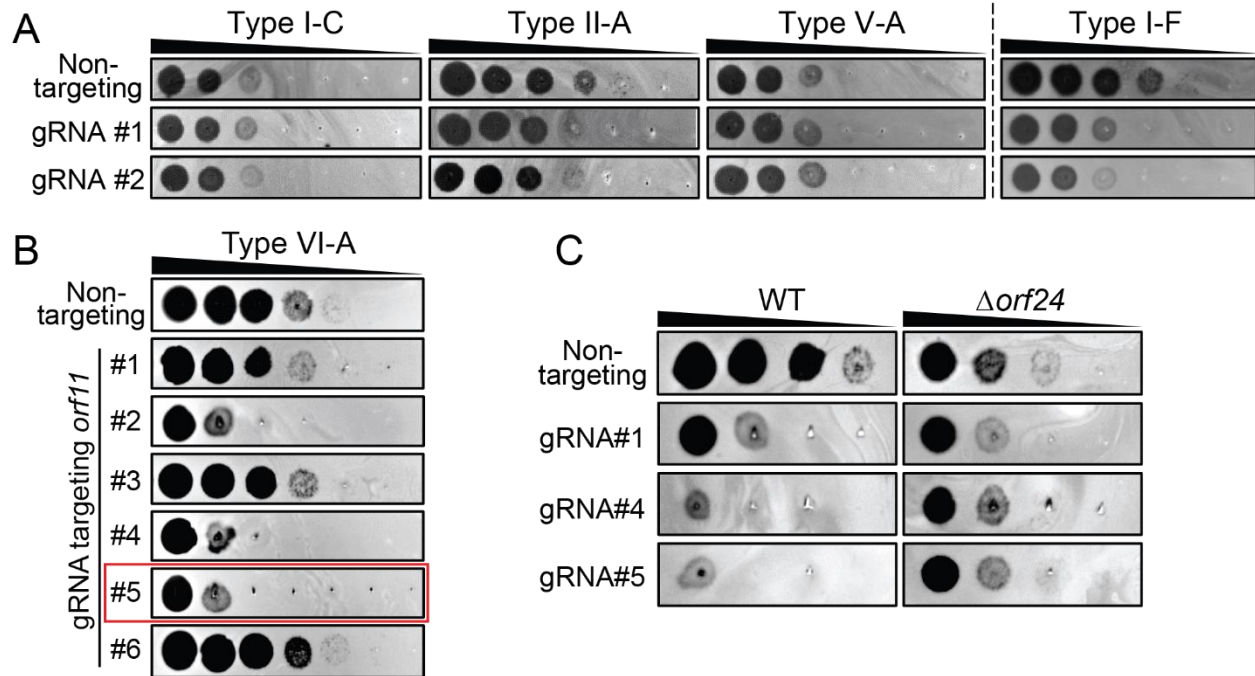 A
Type I-C
Type II-A
Type V-A
Type I-F
Non-
targeting
gRNA #1
gRNA #2
B
Type VI-A
Non-
targeting
gRNA targeting orf11
#1
#2
#3
#4
#5
#6
C
WT
Δorf24
Non-
targeting
gRNA#1
gRNA#4
gRNA#5